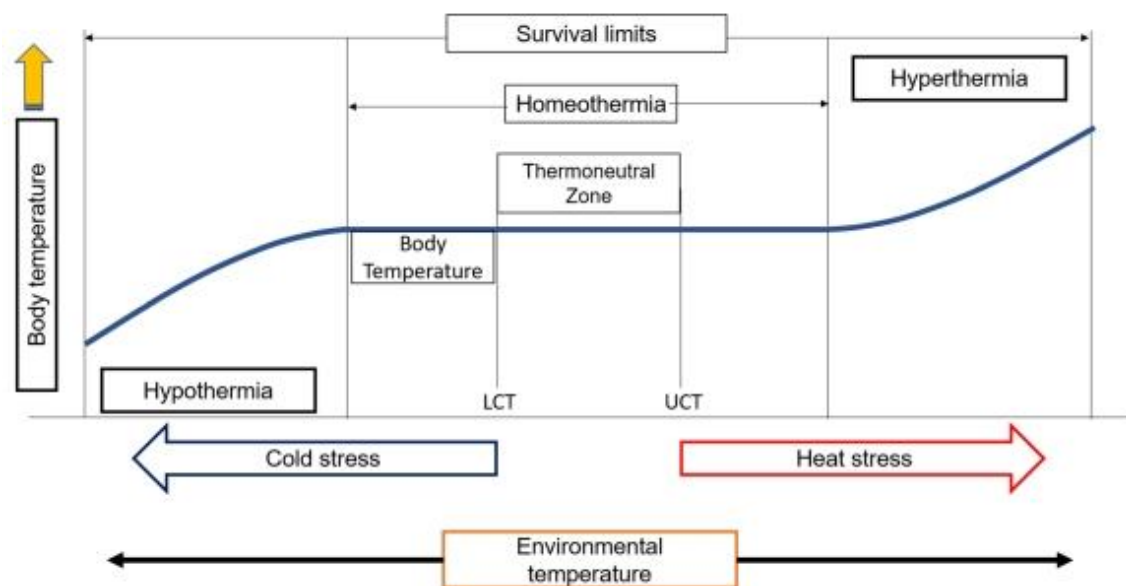 Survival limits
Hyperthermia
Homeothermia
Thermoneutral
Zone
Body temperature
Body
Temperature
Hypothermia
LCT
UCT
Cold stress
Heat stress
Environmental
temperature